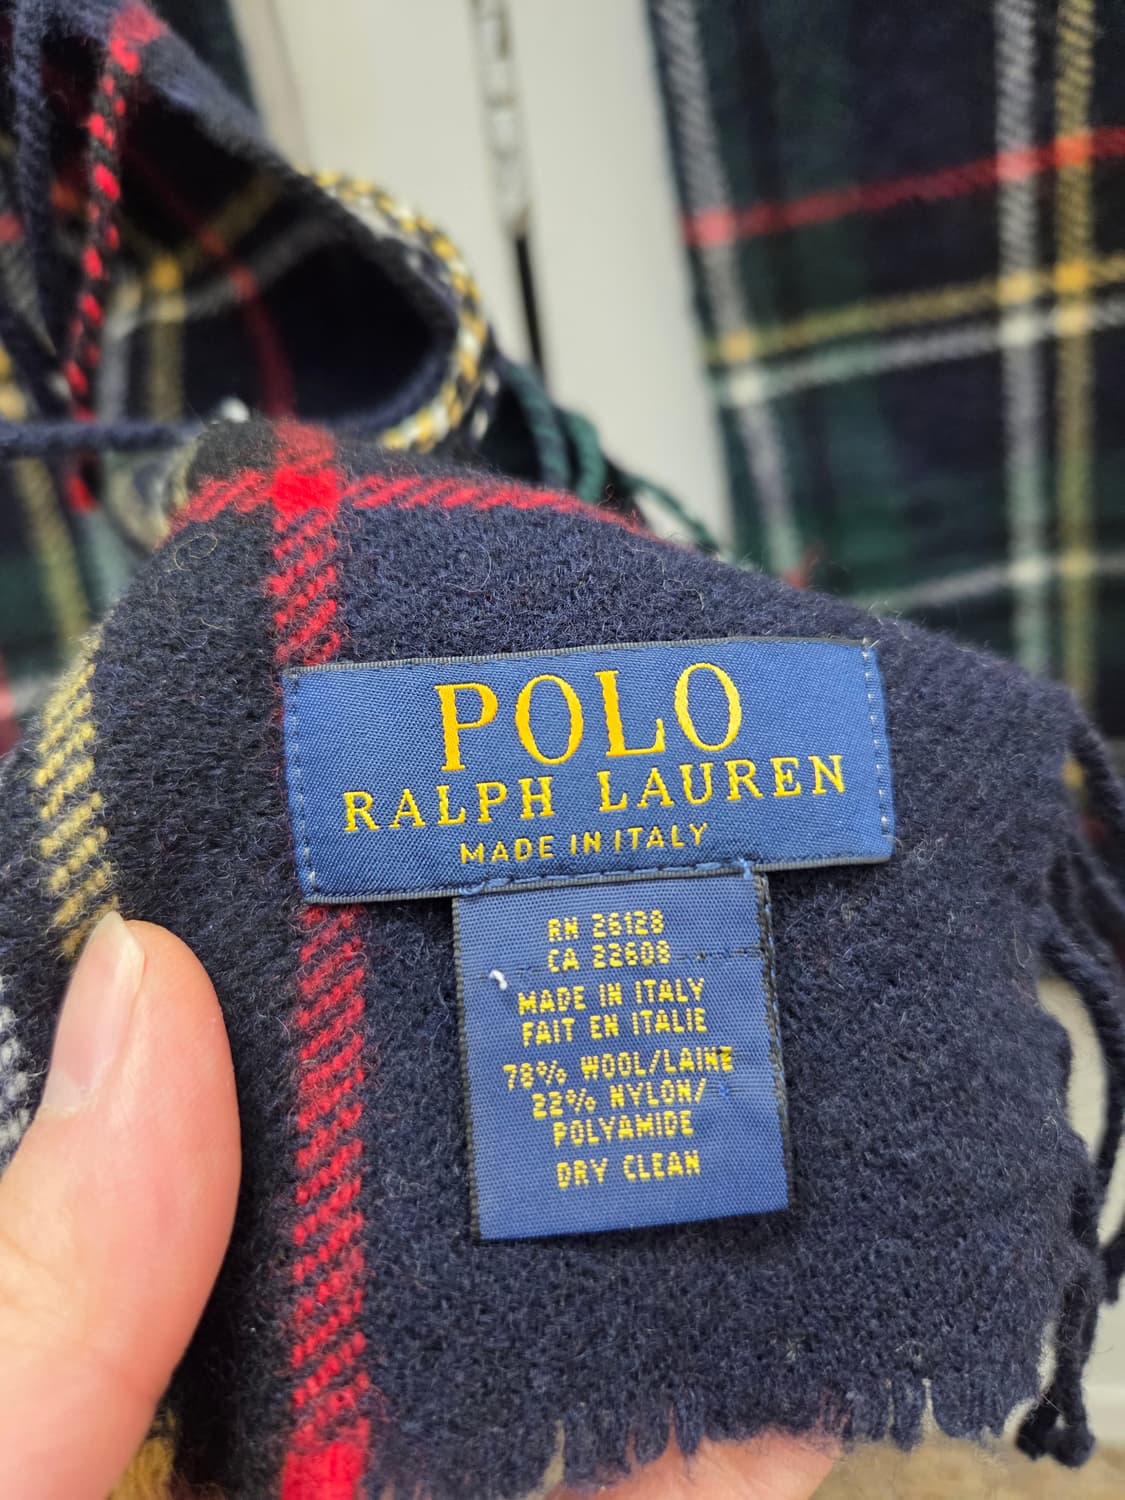 POLO
RALPH LAUREN
MADE IN ITALY
RN 26128
CA 22608
MADE IN ITALY
FAIT EN ITALIE
78% WOOL/LAINE
22% NYLON/
POLYAMIDE
DRY CLEAN